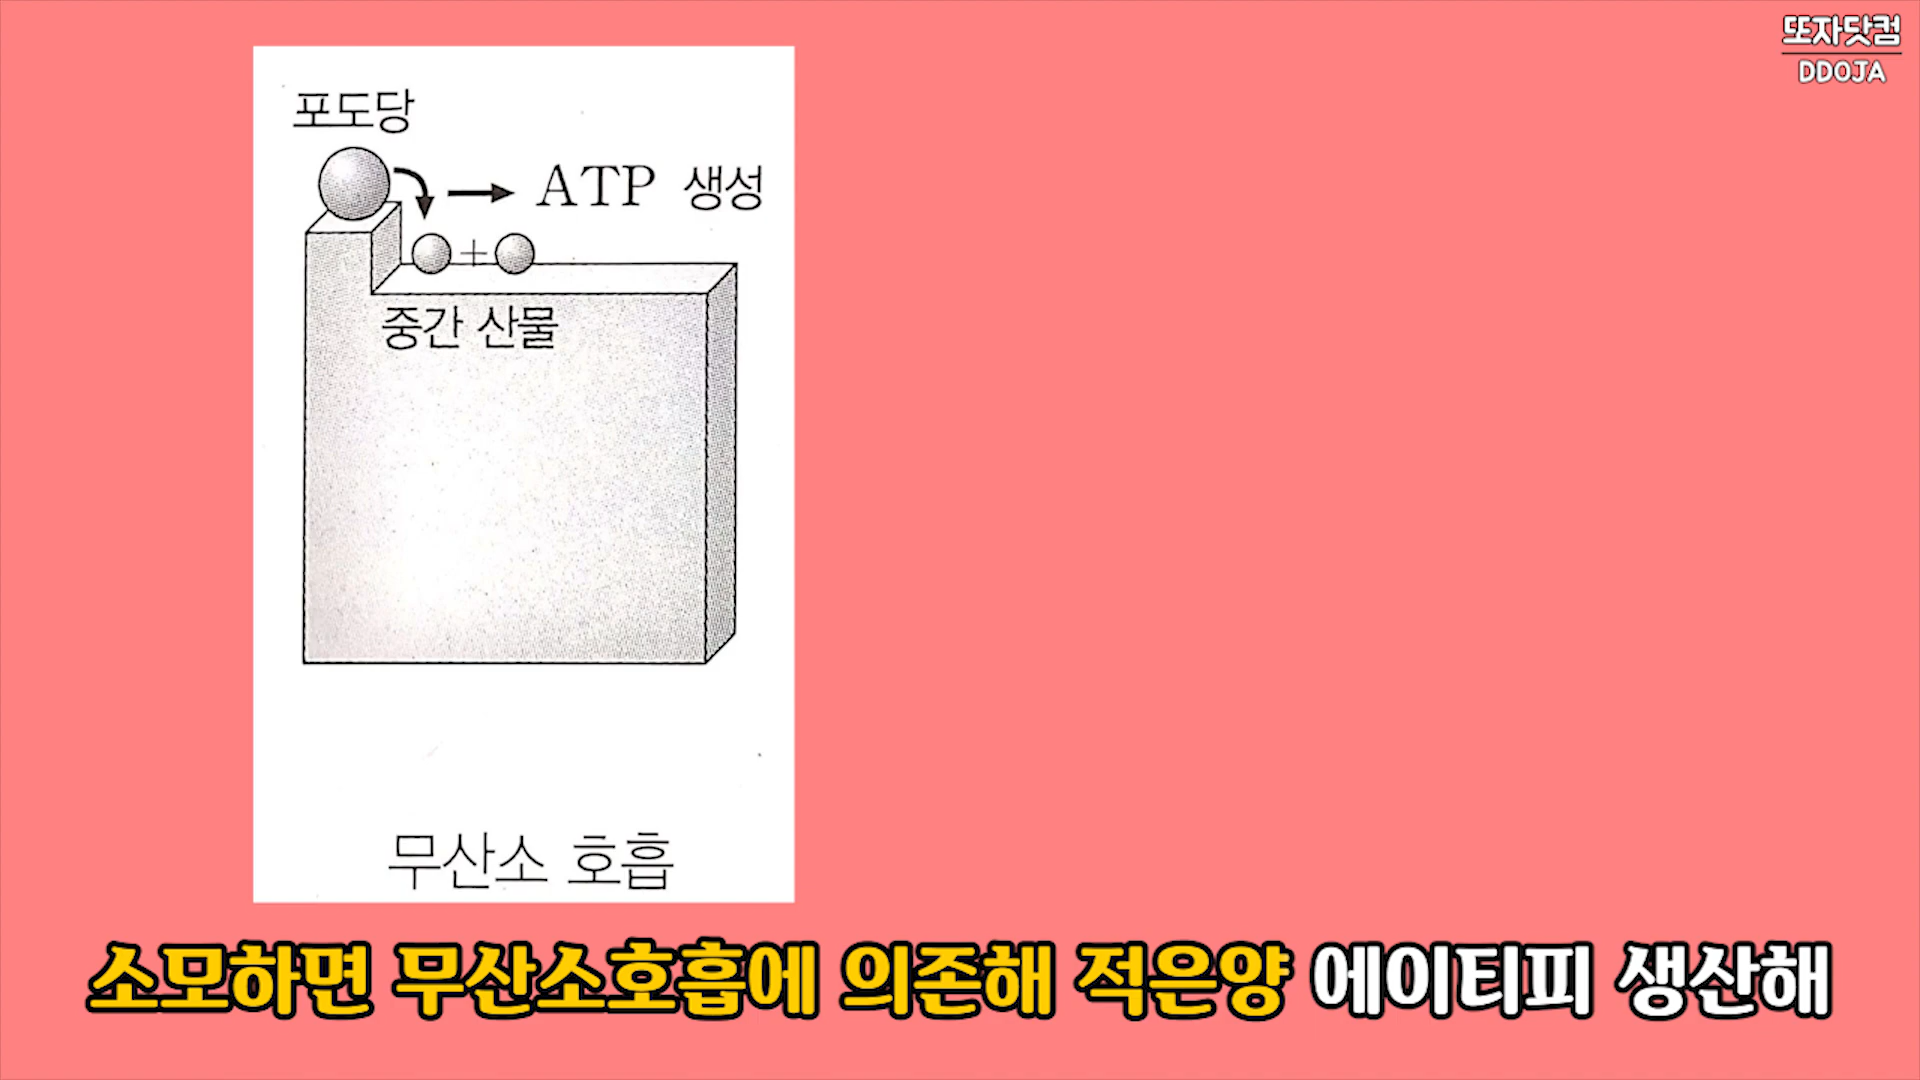 또자닷컴
DDOJA
포도당
ATP 생성
+
중간 산물
무산소 호흡
소모하면 무산소호흡에 의존해 적은양 에이티피 생산해